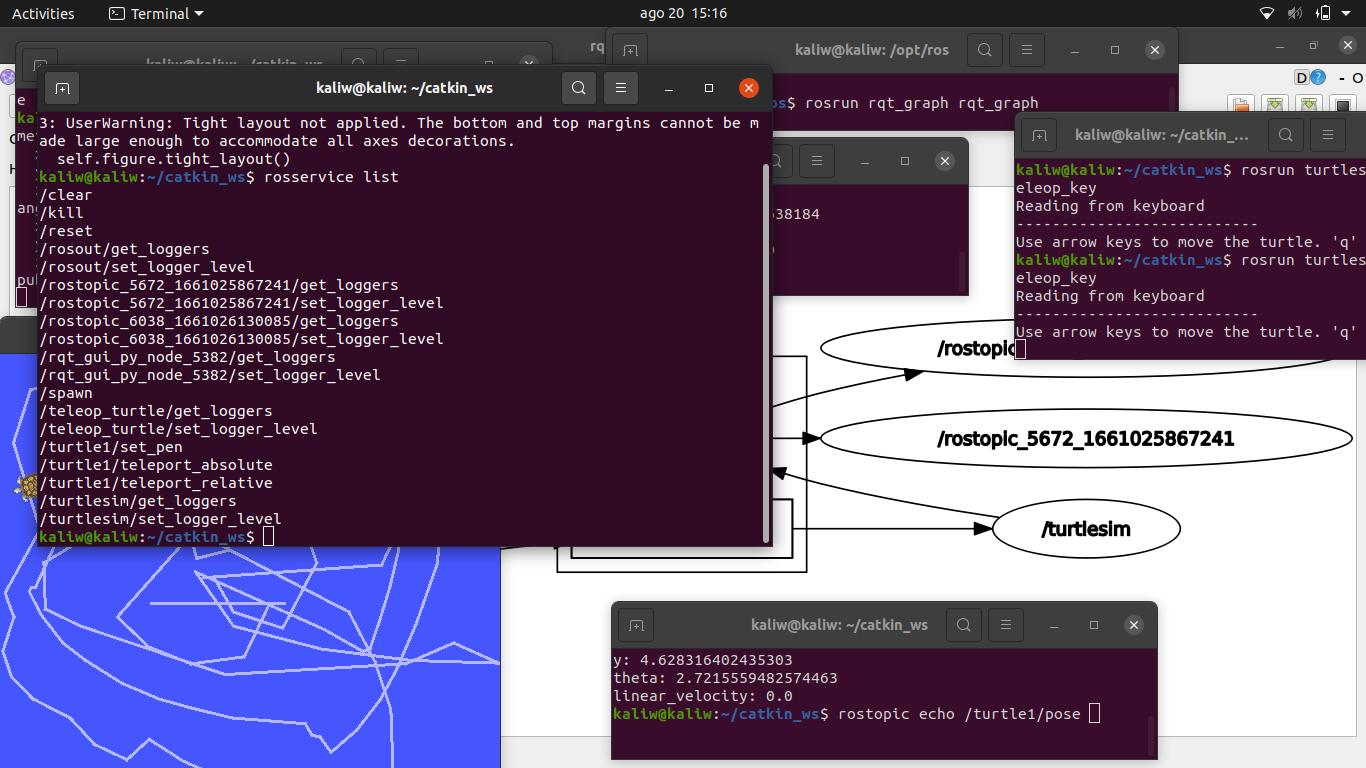 Activities
Terminal
ago 20 15:16
rq
kaliw@kaliw: /opt/ros
os$ rosrun rqt_graph rqt_graph
D
- O
kaliw@kaliw: ~/catkin_ws
3: UserWarning: Tight layout not applied. The bottom and top margins cannot be m
ade large enough to accommodate all axes decorations.
self.figure.tight_layout()
kaliw@kaliw:~/catkin_ws$ rosservice list
/clear
/kill
/reset
/rosout/get_loggers
/rosout/set_logger_level
/rostopic_5672_1661025867241/get_loggers
/rostopic_5672_1661025867241/set_logger_level
/rostopic_6038_1661026130085/get_loggers
/rostopic_6038_1661026130085/set_logger_level
/rqt_gui_py_node_5382/get_loggers
/rqt_gui_py_node_5382/set_logger_level
/spawn
/teleop_turtle/get_loggers
/teleop_turtle/set_logger_level
/turtle1/set_pen
/turtle1/teleport_absolute
/turtle1/teleport_relative
/turtlesim/get_loggers
/turtlesim/set_logger_level
kaliw@kaliw:~/catkin_ws$
e
ka
me
an
pu
638184
kaliw@kaliw: ~/catkin_...
kaliw@kaliw:~/catkin_ws$ rosrun turtles
eleop_key
Reading from keyboard
---------------------------
Use arrow keys to move the turtle. 'q'
kaliw@kaliw:~/catkin_ws$ rosrun turtles
eleop_key
Reading from keyboard
---------------------------
Use arrow keys to move the turtle. 'q'
/rostopic
/rostopic_5672_1661025867241
/turtlesim
kaliw@kaliw: ~/catkin_ws
y: 4.628316402435303
theta: 2.7215559482574463
linear_velocity: 0.0
kaliw@kaliw:~/catkin_ws$ rostopic echo /turtle1/pose